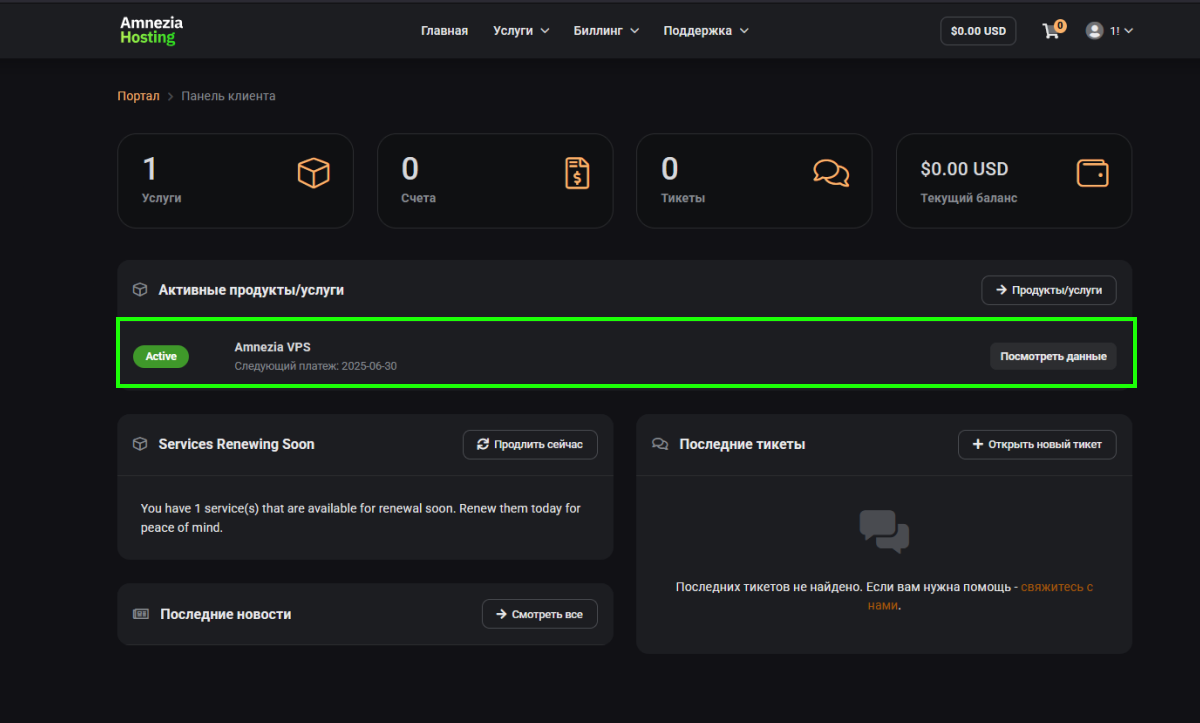 Amnezia
Hosting
Главная
Услуги
Биллинг
Поддержка
$0.00 USD
0
1!
Портал
Панель клиента
1
Услуги
0
Счета
0
Тикеты
$0.00 USD
Текущий баланс
Активные продукты/услуги
Продукты/услуги
Active
Amnezia VPS
Следующий платеж: 2025-06-30
Посмотреть данные
Services Renewing Soon
Продлить сейчас
You have 1 service(s) that are available for renewal soon. Renew them today for
peace of mind.
Последние новости
Смотреть все
Последние тикеты
Открыть новый тикет
Последних тикетов не найдено. Если вам нужна помощь - свяжитесь с
нами.